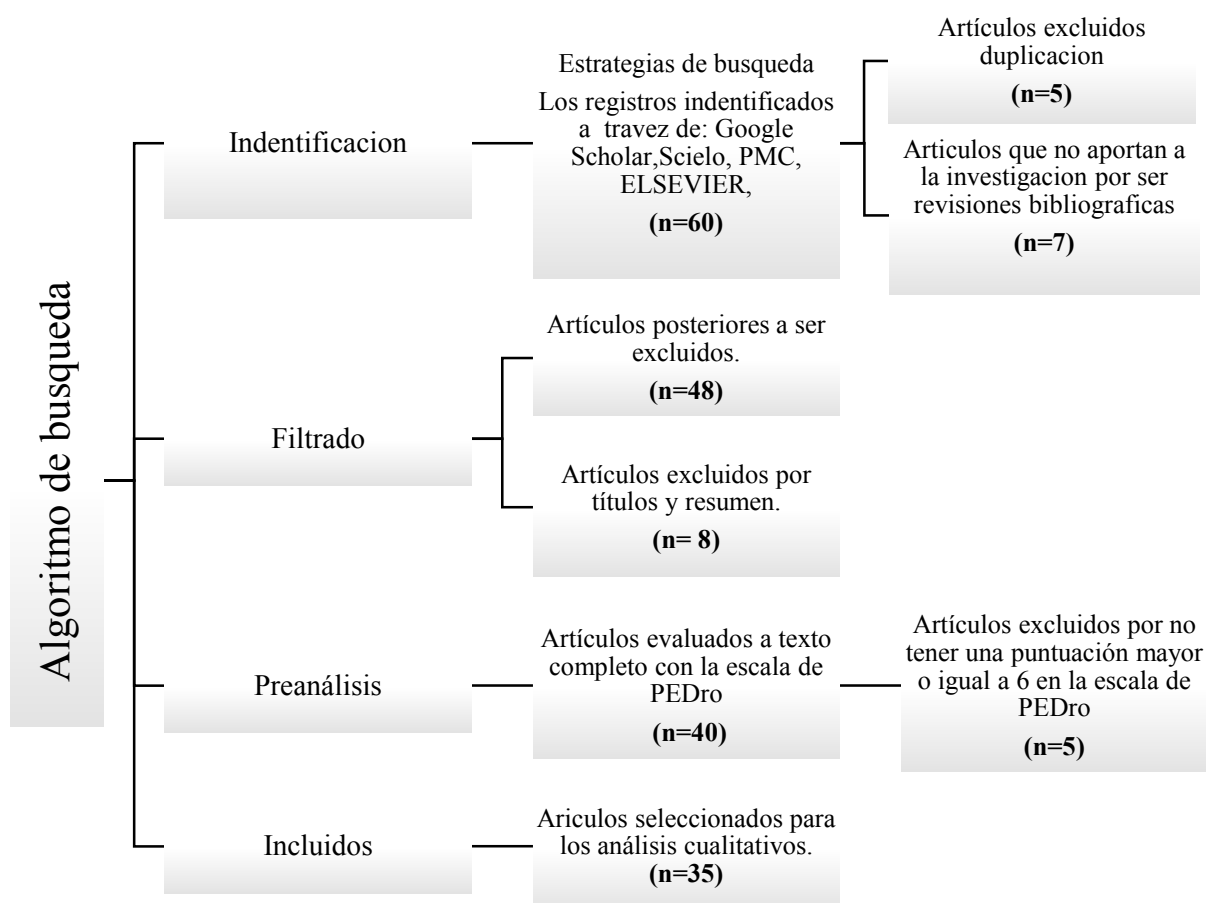 Algoritmo de busqueda
Indentificacion
Estrategias de busqueda
Los registros indentificados
a travez de: Google
Scholar,Scielo, PMC,
ELSEVIER,
(n=60)
Artículos excluidos
duplicacion
(n=5)
Articulos que no aportan a
la investigacion por ser
revisiones bibliograficas
(n=7)
Filtrado
Artículos posteriores a ser
excluidos.
(n=48)
Artículos excluidos por
títulos y resumen.
(n= 8)
Preanálisis
Artículos evaluados a texto
completo con la escala de
PEDro
(n=40)
Artículos excluidos por no
tener una puntuación mayor
o igual a 6 en la escala de
PEDro
(n=5)
Incluidos
Ariculos seleccionados para
los análisis cualitativos.
(n=35)